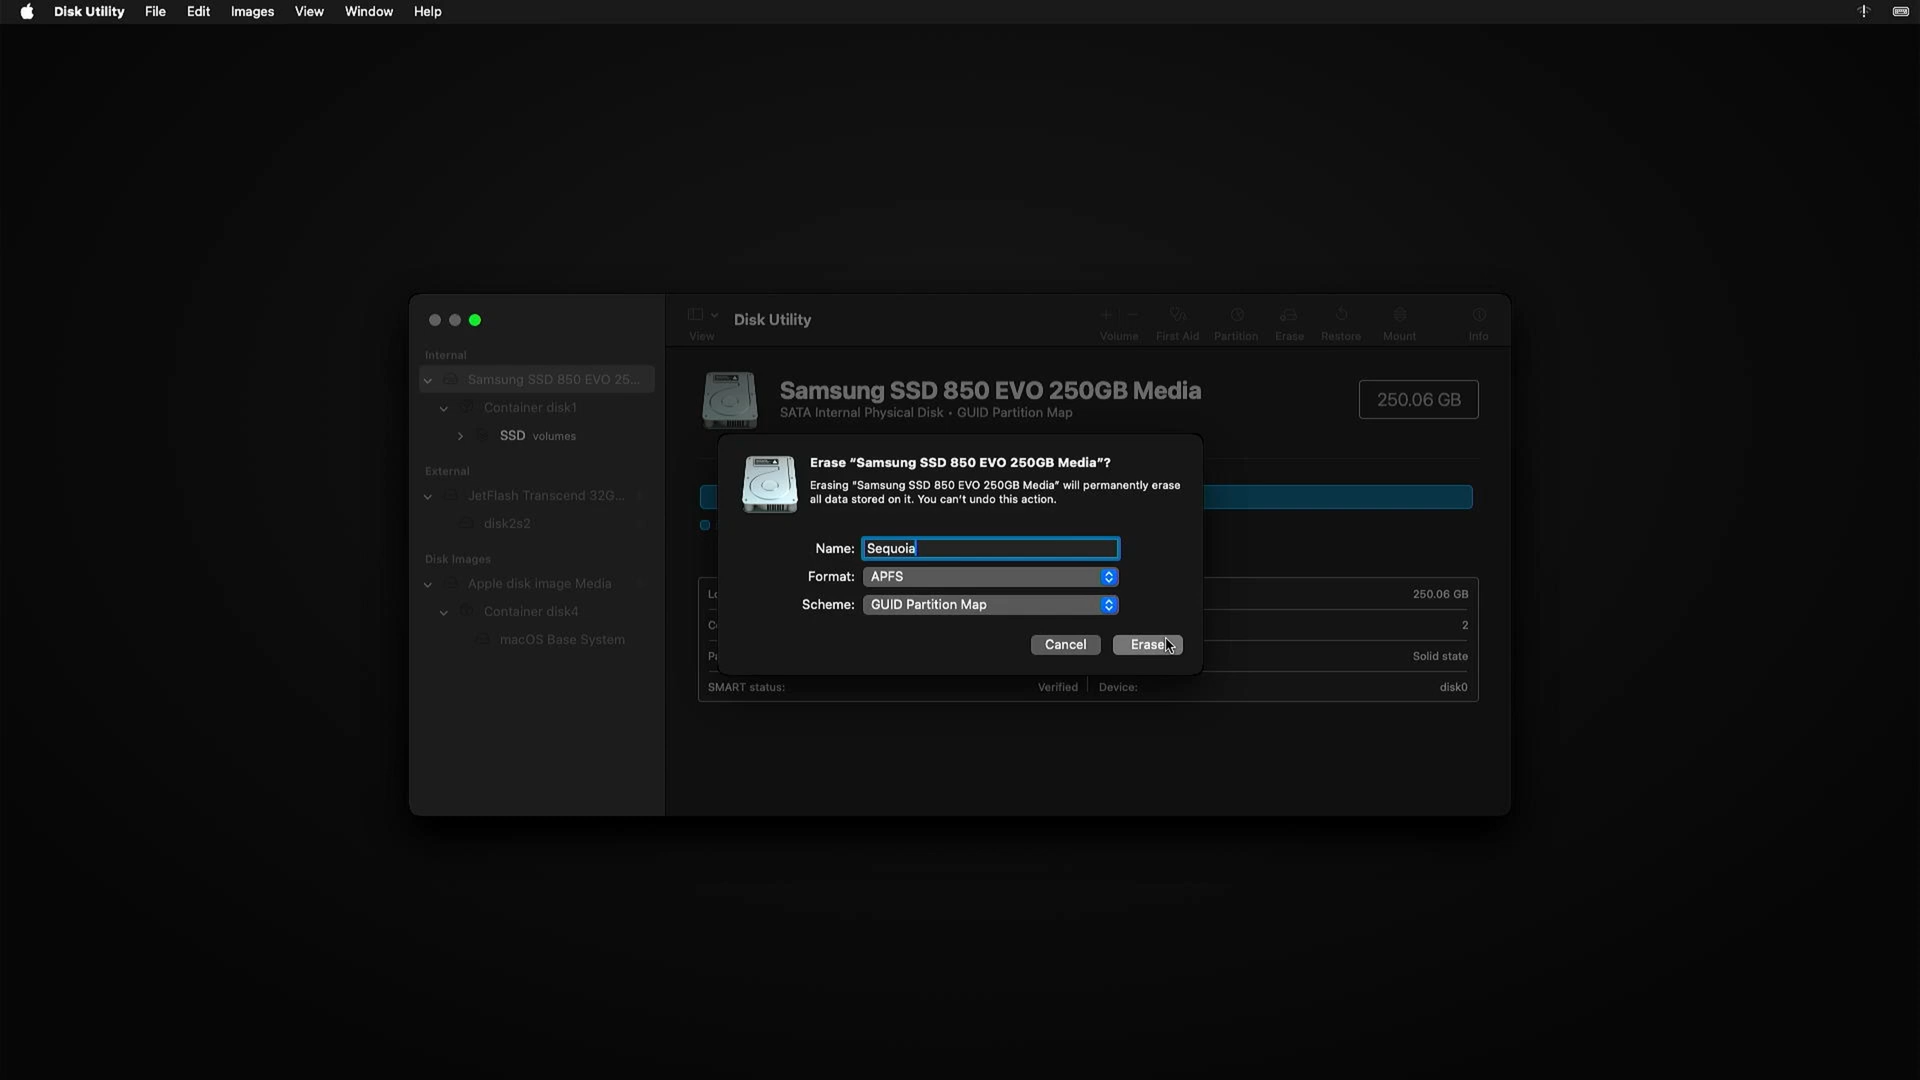 Disk Utility File Edit Images View Window Help
Disk Utility
View
Volume First Aid Partition Erase Restore Mount Info
Internal
Samsung SSD 850 EVO 25...
Container disk1
SSD volumes
External
JetFlash Transcend 32G...
disk2s2
Disk Images
Apple disk image Media
Container disk4
macOS Base System
Samsung SSD 850 EVO 250GB Media
SATA Internal Physical Disk • GUID Partition Map
250.06 GB
Erase "Samsung SSD 850 EVO 250GB Media"?
Erasing "Samsung SSD 850 EVO 250GB Media" will permanently erase
all data stored on it. You can't undo this action.
Name: Sequoia
Format: APFS
Scheme: GUID Partition Map
Cancel Erase
250.06 GB
2
Solid state
SMART status: Verified Device: disk0